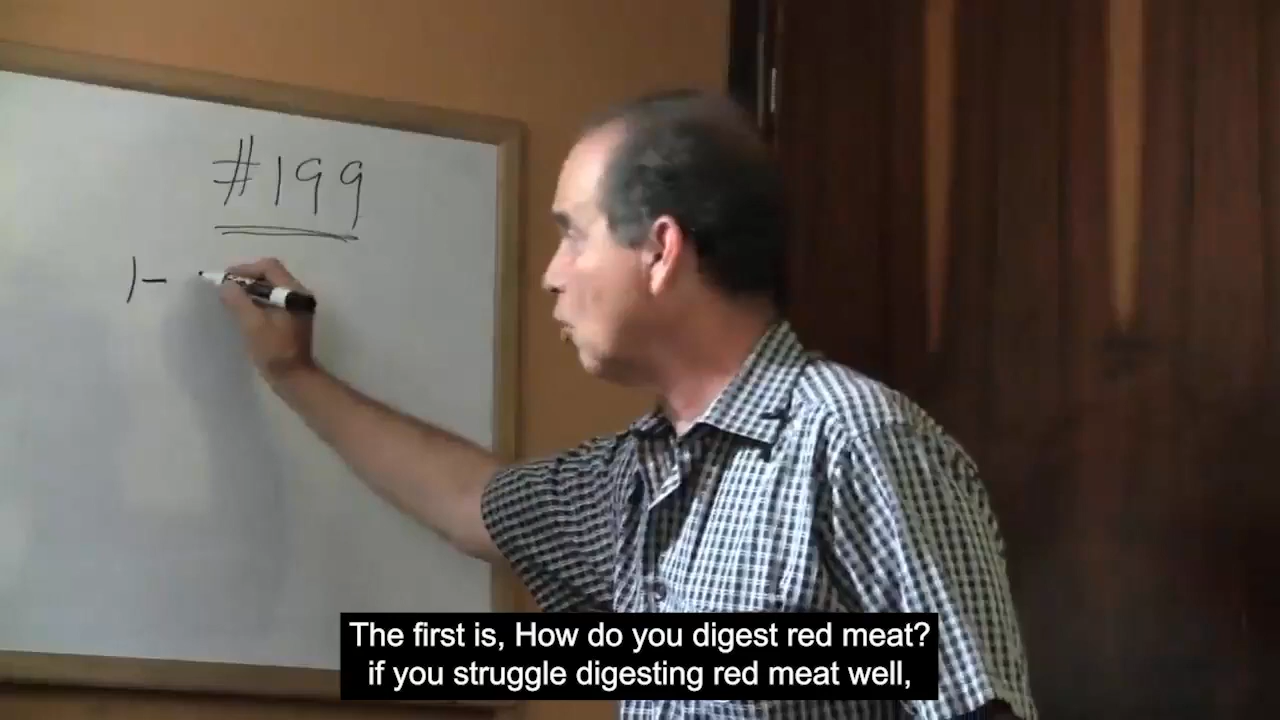 #199
1-
The first is, How do you digest red meat?
if you struggle digesting red meat well,